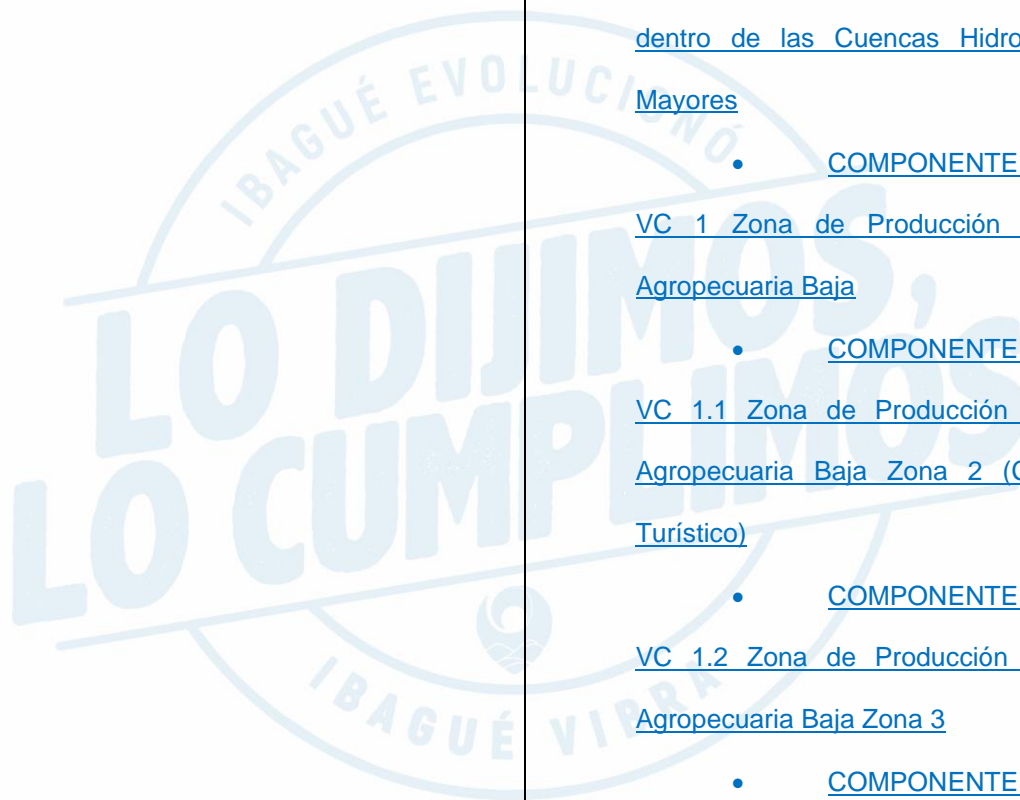 IBAGUÉ EVOLUCIONÓ
LO DIJIMOS,
LO CUMPLIMOS
IBAGUÉ VIBRA
dentro de las Cuencas
Mayores
• COMPONENTE
VC 1 Zona de Producción
Agropecuaria Baja
• COMPONENTE
VC 1.1 Zona de Producción
Agropecuaria Baja Zona 2
Turístico)
• COMPONENTE
VC 1.2 Zona de Producción
Agropecuaria Baja Zona 3
• COMPONENTE